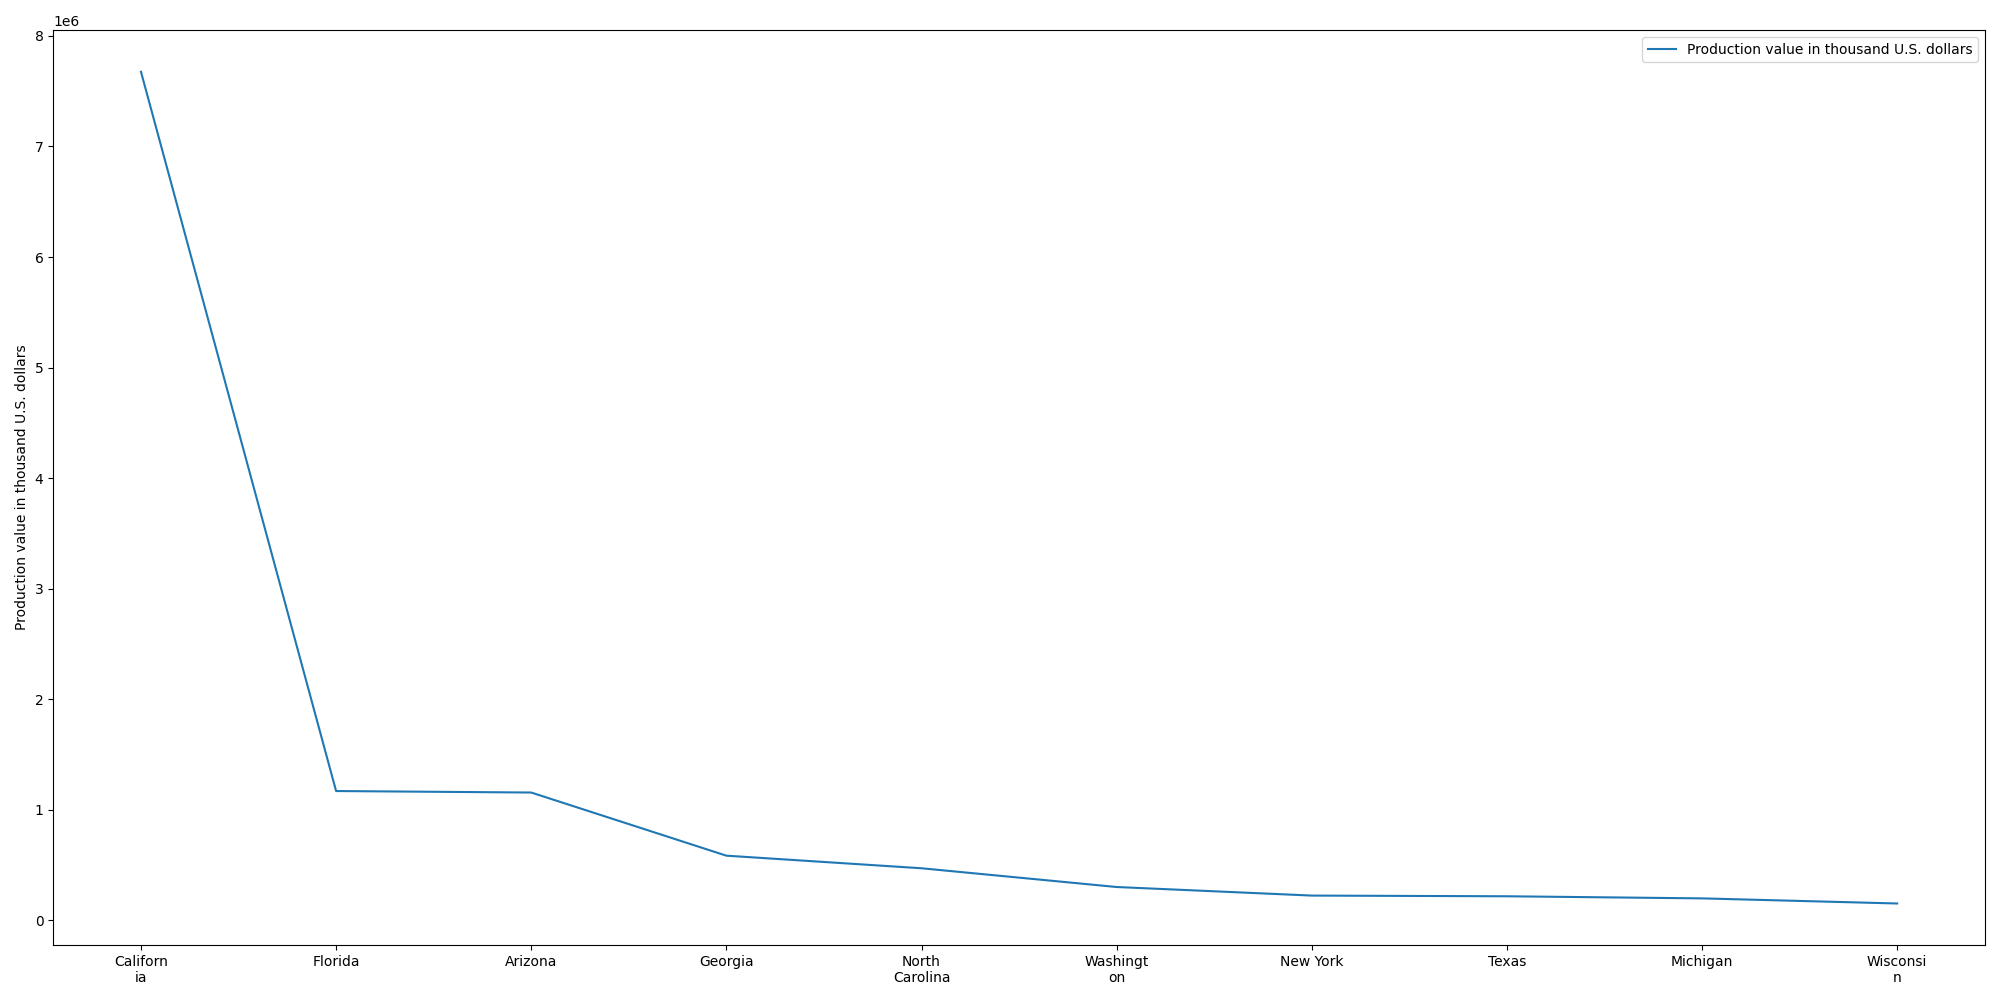 1e6
8
7
6
5
4
3
2
1
0
Production value in thousand U.S. dollars
Production value in thousand U.S. dollars
Californ
ia
Florida
Arizona
Georgia
North
Carolina
Washingt
on
New York
Texas
Michigan
Wisconsi
n